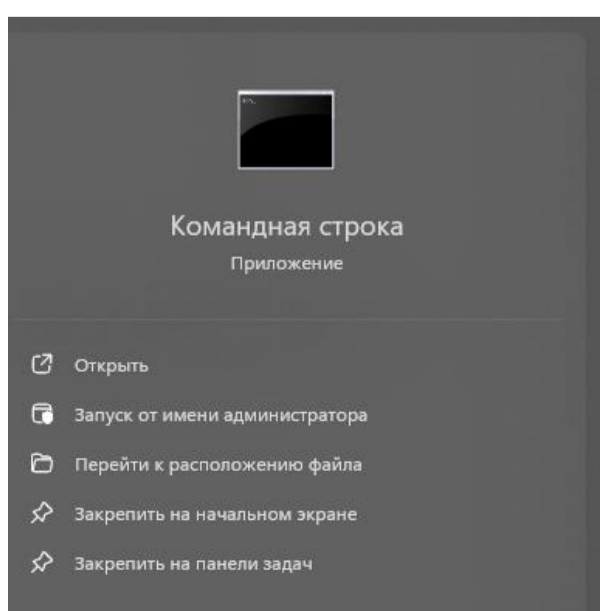 Командная строка
Приложение
Открыть
Запуск от имени администратора
Перейти к расположению файла
Закрепить на начальном экране
Закрепить на панели задач